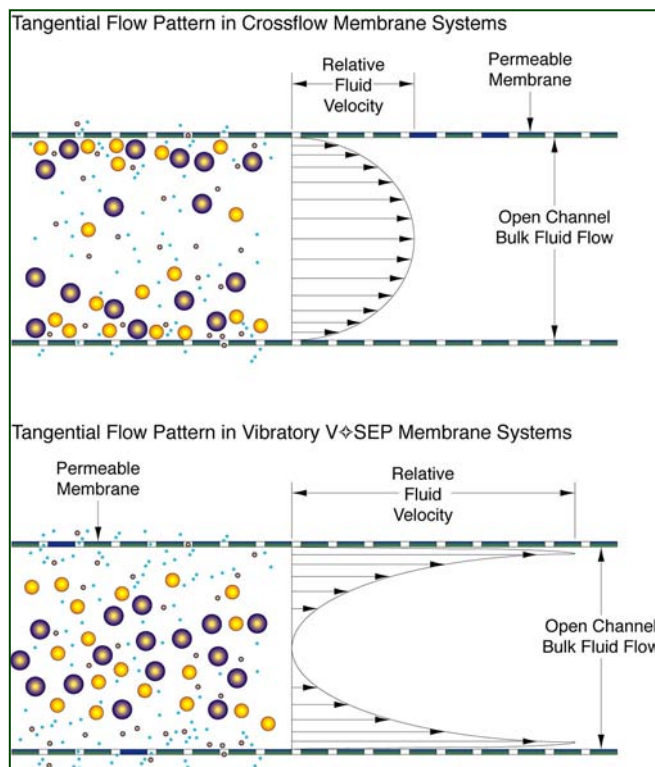 Tangential Flow Pattern in Crossflow Membrane Systems
Relative
Fluid
Velocity
Permeable
Membrane
Open Channel
Bulk Fluid Flow
Tangential Flow Pattern in Vibratory V✧SEP Membrane Systems
Permeable
Membrane
Relative
Fluid
Velocity
Open Channel
Bulk Fluid Flow